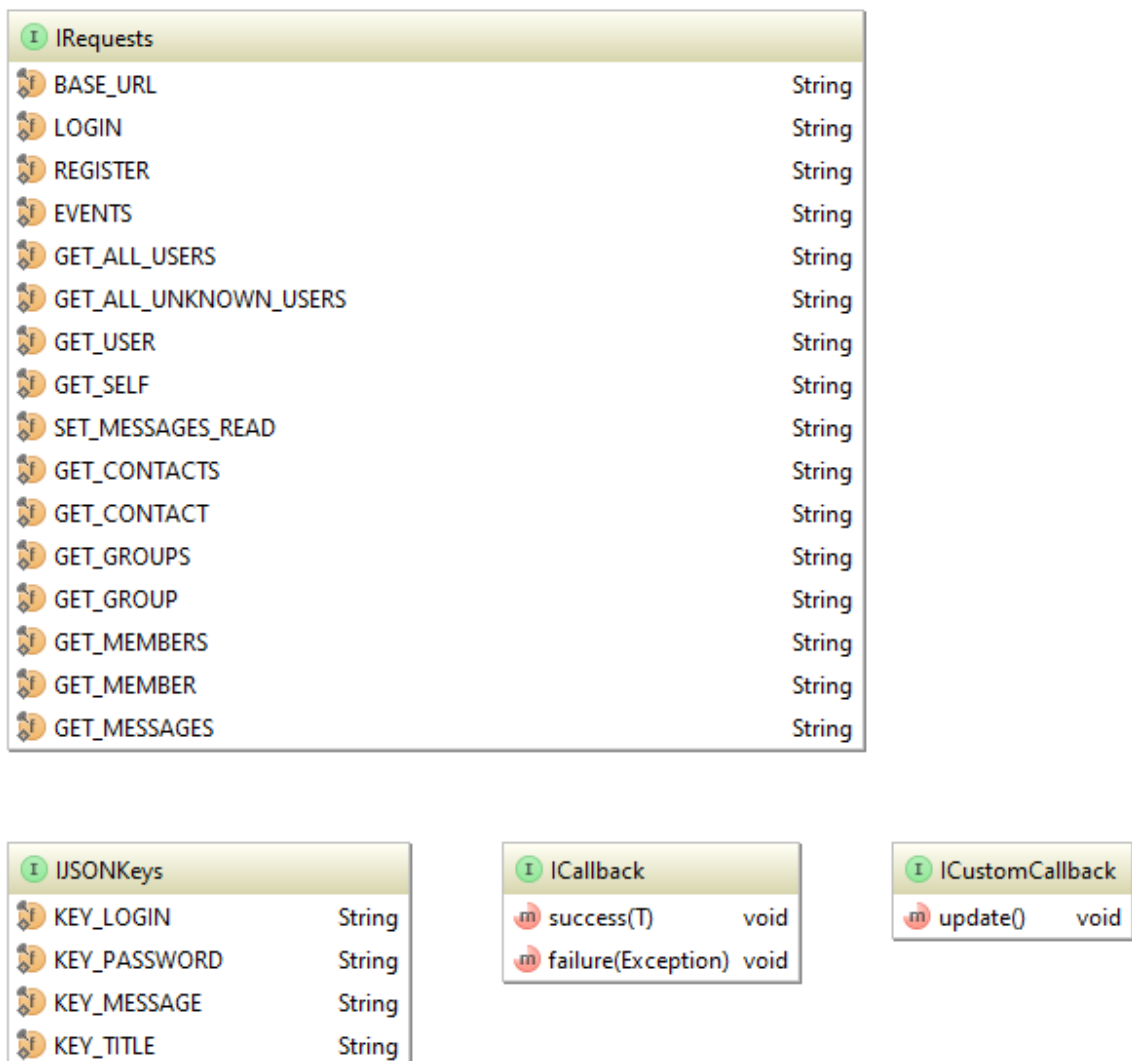 IRequests
BASE_URL String
LOGIN String
REGISTER String
EVENTS String
GET_ALL_USERS String
GET_ALL_UNKNOWN_USERS String
GET_USER String
GET_SELF String
SET_MESSAGES_READ String
GET_CONTACTS String
GET_CONTACT String
GET_GROUPS String
GET_GROUP String
GET_MEMBERS String
GET_MEMBER String
GET_MESSAGES String
IJSONKeys
KEY_LOGIN String
KEY_PASSWORD String
KEY_MESSAGE String
KEY_TITLE String
ICallback
success(T) void
failure(Exception) void
ICustomCallback
update() void